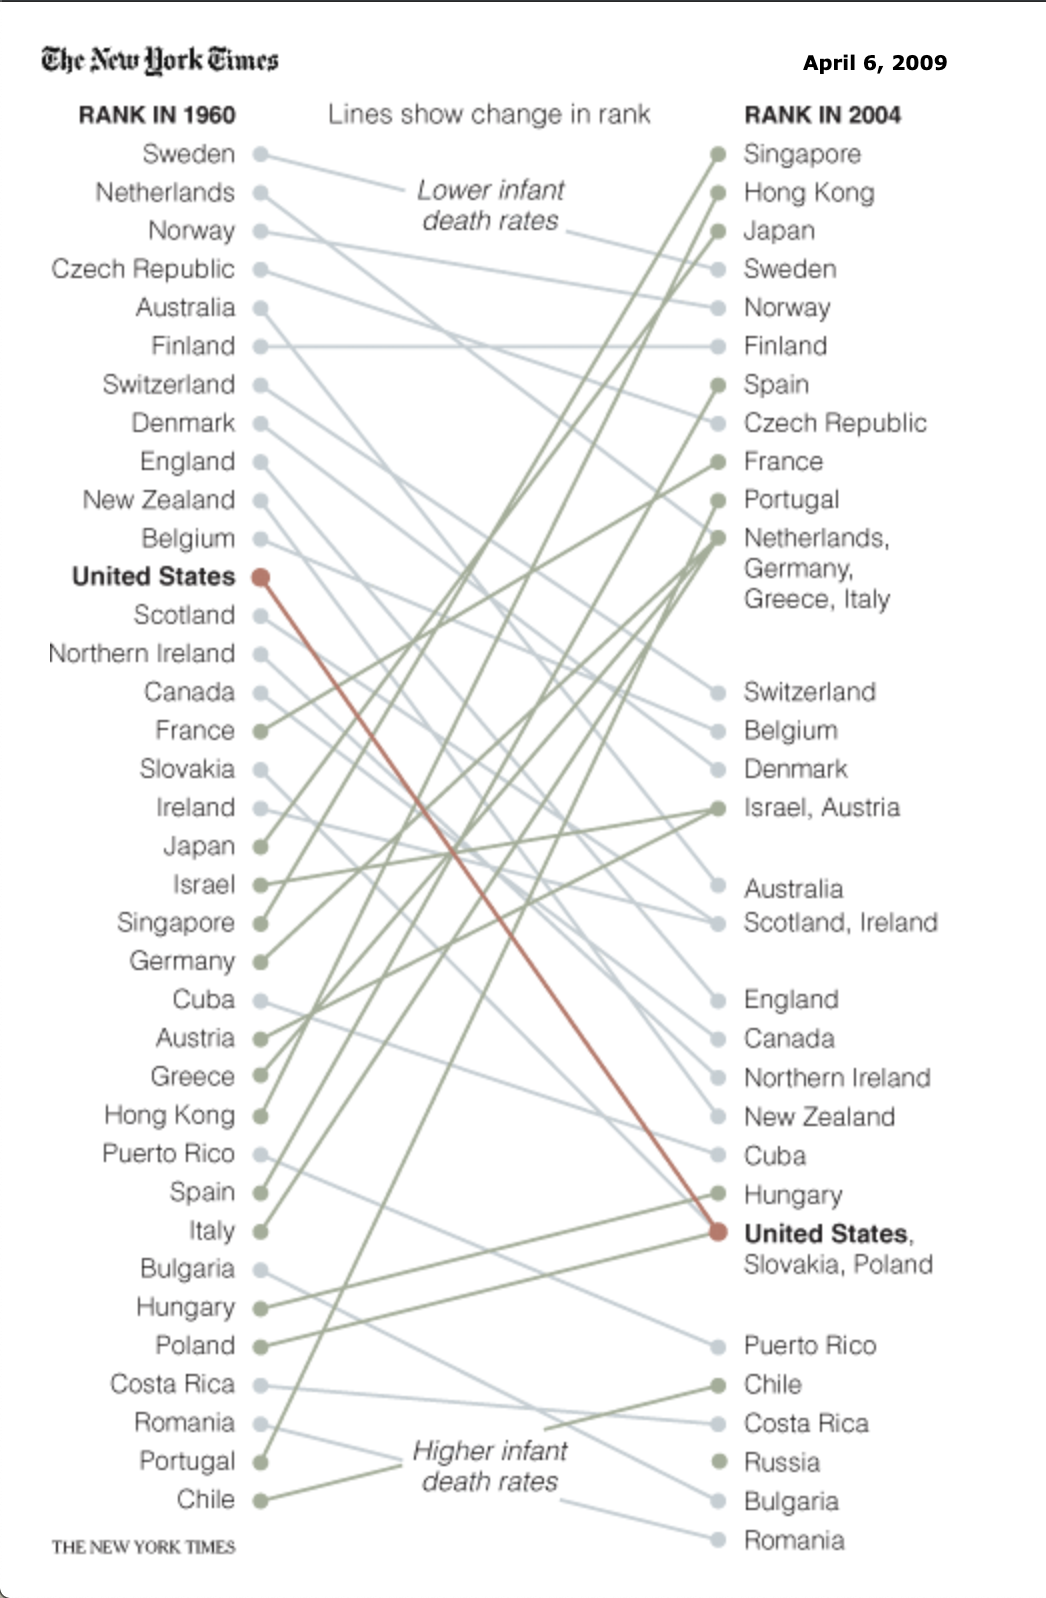 The New York Times
April 6, 2009
RANK IN 1960
Lines show change in rank
RANK IN 2004
Sweden
Netherlands
Norway
Czech Republic
Australia
Finland
Switzerland
Denmark
England
New Zealand
Belgium
United States
Scotland
Northern Ireland
Canada
France
Slovakia
Ireland
Japan
Israel
Singapore
Germany
Cuba
Austria
Greece
Hong Kong
Puerto Rico
Spain
Italy
Bulgaria
Hungary
Poland
Costa Rica
Romania
Portugal
Chile
Lower infant
death rates
Higher infant
death rates
Singapore
Hong Kong
Japan
Sweden
Norway
Finland
Spain
Czech Republic
France
Portugal
Netherlands,
Germany,
Greece, Italy
Switzerland
Belgium
Denmark
Israel, Austria
Australia
Scotland, Ireland
England
Canada
Northern Ireland
New Zealand
Cuba
Hungary
United States,
Slovakia, Poland
Puerto Rico
Chile
Costa Rica
Russia
Bulgaria
Romania
THE NEW YORK TIMES